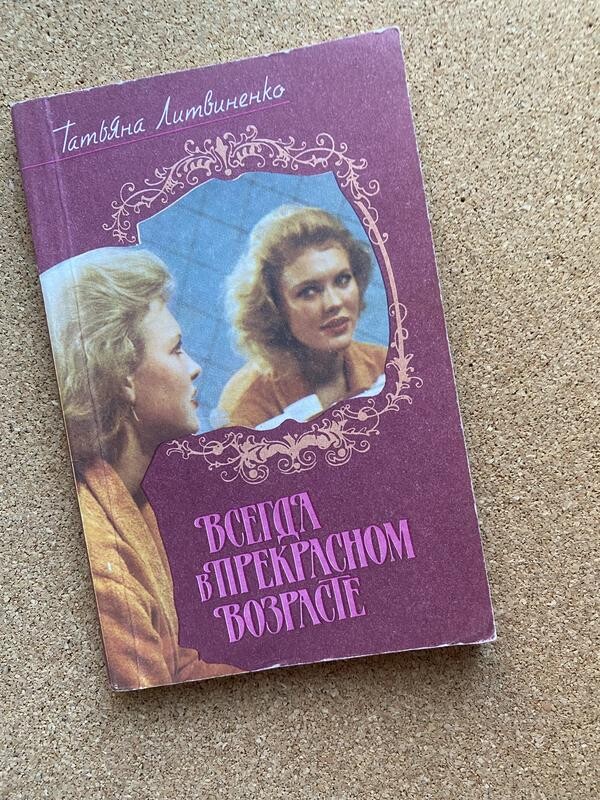 Татьяна Литвиненко
ВСЕГДА
В ПРЕКРАСНОМ
ВОЗРАСТЕ